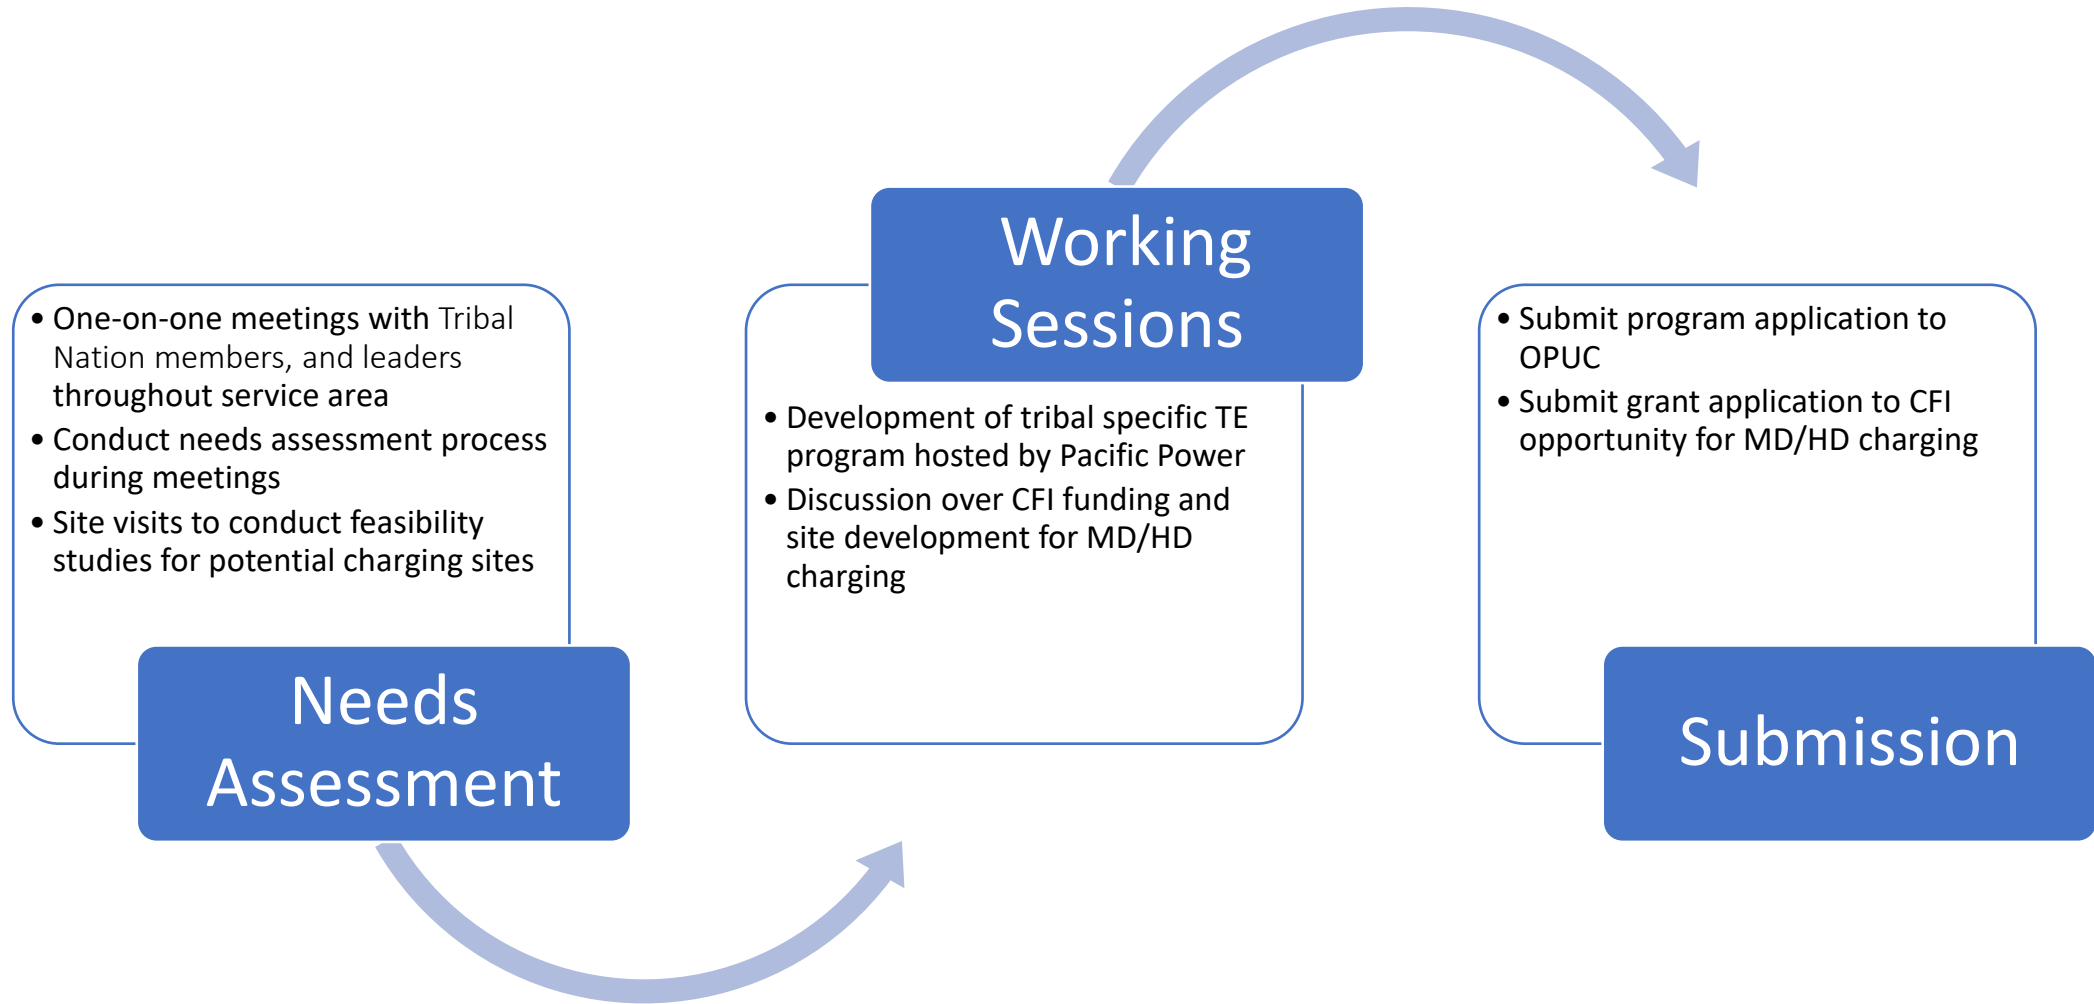 • One-on-one meetings with Tribal
Nation members, and leaders
throughout service area
• Conduct needs assessment process
during meetings
• Site visits to conduct feasibility
studies for potential charging sites
Needs
Assessment
Working
Sessions
• Development of tribal specific TE
program hosted by Pacific Power
• Discussion over CFI funding and
site development for MD/HD
charging
• Submit program application to
OPUC
• Submit grant application to CFI
opportunity for MD/HD charging
Submission